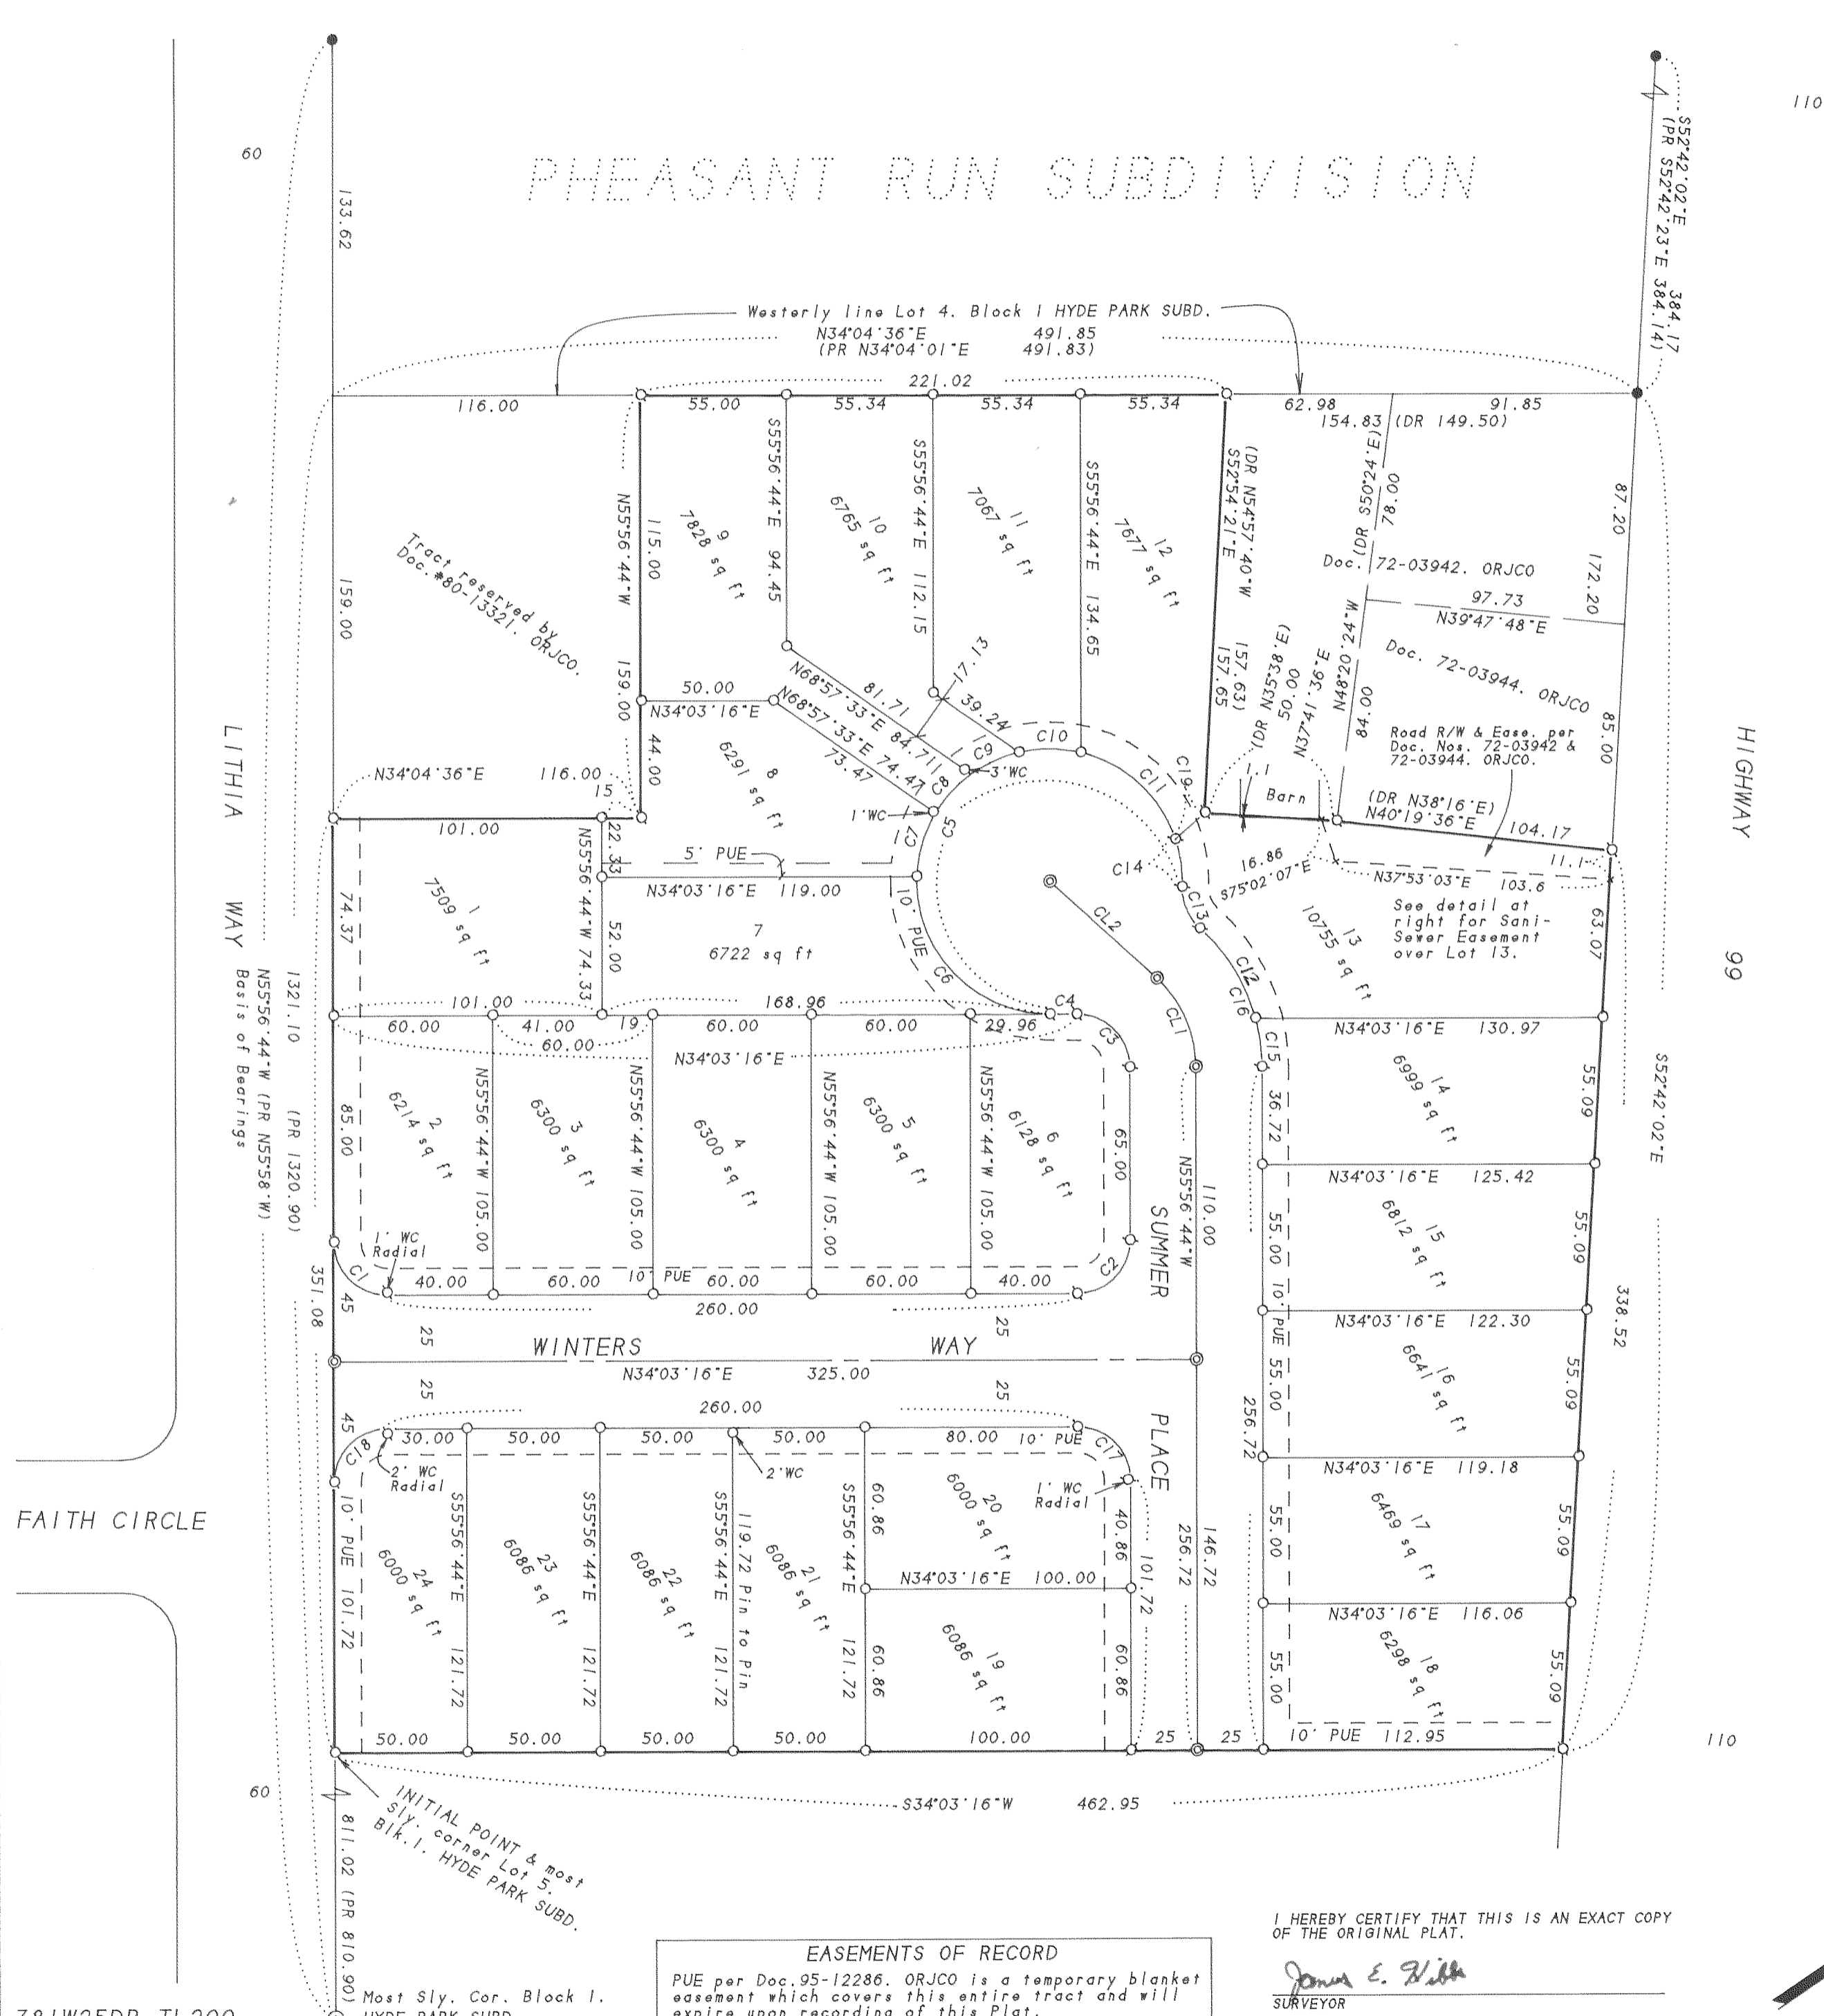 110
60
PHEASANT RUN SUBDIVISION
S52°42'02"E 384.17
(PR S52°42'23"E 384.14)
133.62
Westerly line Lot 4. Block 1 HYDE PARK SUBD.
N34°04'36"E 491.85
(PR N34°04'01"E 491.83)
221.02
116.00
55.00
55.34
55.34
55.34
62.98
91.85
154.83 (DR 149.50)
Tract reserved by
Doc.#80-13321. ORJCO.
159.00
N55°56'44"W 159.00
115.00
44.00
9
7828 sq ft
S55°56'44"E 94.45
10
6765 sq ft
S55°56'44"E 112.15
11
7067 sq ft
S55°56'44"E 134.65
12
7677 sq ft
(DR N54°57'40"W 157.63)
S52°54'21"E 157.65
(DR N35°38'E)
50.00
N37°41'36"E
(DR S50°24'E) 78.00
N48°20'24"W 84.00
87.20
172.20
85.00
Doc. 72-03942. ORJCO
97.73
N39°47'48"E
Doc. 72-03944. ORJCO
Road R/W & Ease. per
Doc. Nos. 72-03942 &
72-03944. ORJCO.
50.00
N34°03'16"E
81.71
N68°57'33"E 84.71
N68°57'33"E 74.47
73.47
17.13
39.24
C10
C9
3'WC
C8
1'WC
C5
C7
C11
C19
1.1
Barn
(DR N38°16'E)
N40°19'36"E 104.17
11.1
N37°53'03"E 103.6
C14
16.86
S75°02'07"E
8
6291 sq ft
N34°04'36"E 116.00
15
101.00
22.33
5' PUE
N34°03'16"E 119.00
N55°56'44"W 74.33
52.00
74.37
1
7509 sq ft
7
6722 sq ft
10' PUE
C6
CL2
C13
C12
C16
13
10755 sq ft
See detail at
right for Sani-
Sewer Easement
over Lot 13.
63.07
HIGHWAY 99
LITHIA WAY
1321.10 (PR 1320.90)
N55°56'44"W (PR N55°58'W)
Basis of Bearings
101.00
168.96
C4
60.00
41.00
19
60.00
60.00
29.96
60.00
N34°03'16"E
C3
CL1
C15
N34°03'16"E 130.97
85.00
2
6214 sq ft
N55°56'44"W 105.00
3
6300 sq ft
N55°56'44"W 105.00
4
6300 sq ft
N55°56'44"W 105.00
5
6300 sq ft
N55°56'44"W 105.00
6
6128 sq ft
65.00
N55°56'44"W 110.00
36.72
14
6999 sq ft
55.09
S52°42'02"E
N34°03'16"E 125.42
1' WC
Radial
C1
40.00
60.00
10' PUE
60.00
60.00
40.00
C2
260.00
351.08
45
55.00
10' PUE
15
6812 sq ft
55.09
338.52
N34°03'16"E 122.30
25
WINTERS WAY
25
N34°03'16"E 325.00
25
25
SUMMER PLACE
55.00
256.72
16
6641 sq ft
55.09
N34°03'16"E 119.18
260.00
45
C18
30.00
50.00
50.00
50.00
80.00
10' PUE
C17
2' WC
Radial
2'WC
1' WC
Radial
FAITH CIRCLE
10' PUE 101.72
24
6000 sq ft
S55°56'44"E 121.72
23
6086 sq ft
S55°56'44"E 121.72
22
6086 sq ft
S55°56'44"E 121.72
119.72 Pin to Pin
21
6086 sq ft
S55°56'44"E 121.72
60.86
20
6000 sq ft
40.86
101.72
N34°03'16"E 100.00
60.86
19
6086 sq ft
60.86
256.72
146.72
55.00
17
6469 sq ft
55.09
N34°03'16"E 116.06
55.00
18
6298 sq ft
55.09
50.00
50.00
50.00
50.00
100.00
25
25
10' PUE 112.95
110
60
S34°03'16"W 462.95
INITIAL POINT & most
Sly. corner Lot 5.
Blk.1. HYDE PARK SUBD.
811.02 (PR 810.90)
Most Sly. Cor. Block 1.
HYDE PARK SUBD.
EASEMENTS OF RECORD
PUE per Doc.95-12286. ORJCO is a temporary blanket
easement which covers this entire tract and will
expire upon recording of this Plat.
I HEREBY CERTIFY THAT THIS IS AN EXACT COPY
OF THE ORIGINAL PLAT.
James E. Hibbs
SURVEYOR